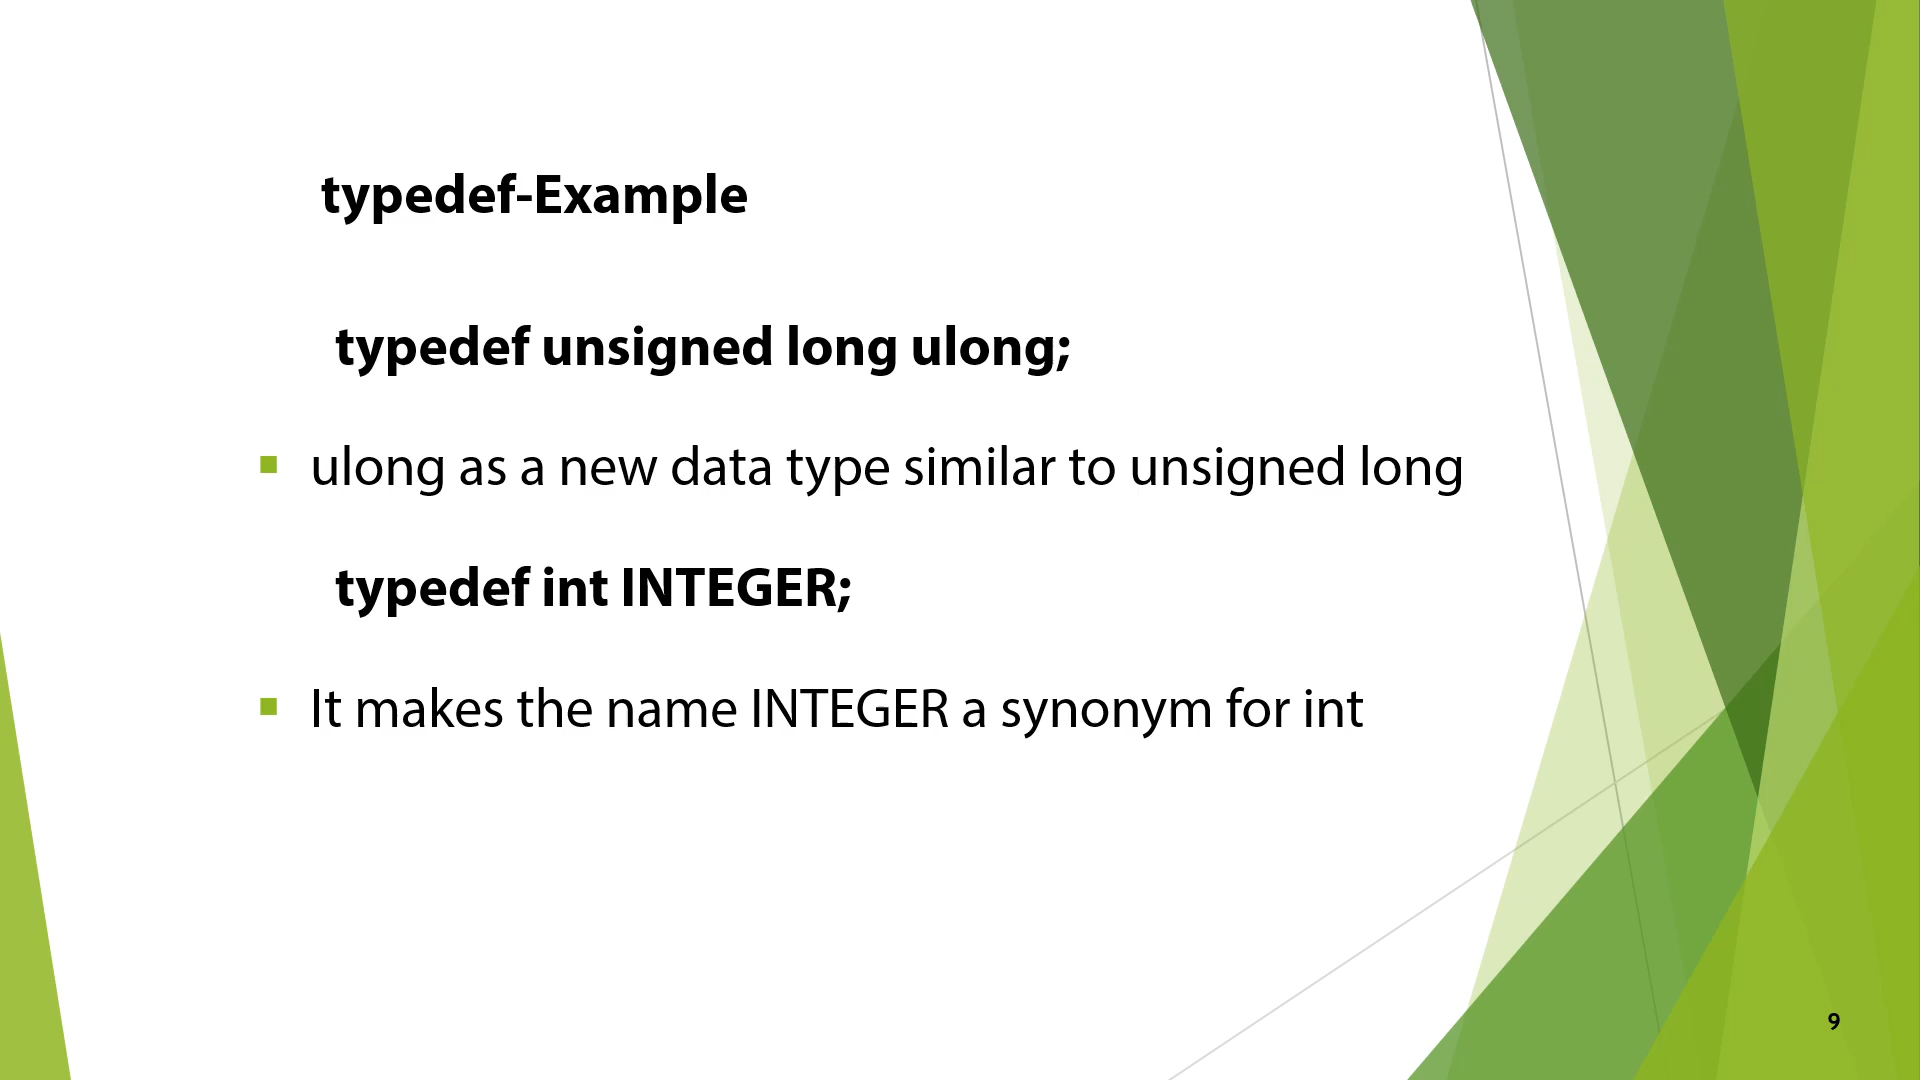 typedef-Example
typedef unsigned long ulong;
▪ ulong as a new data type similar to unsigned long
typedef int INTEGER;
▪ It makes the name INTEGER a synonym for int
9